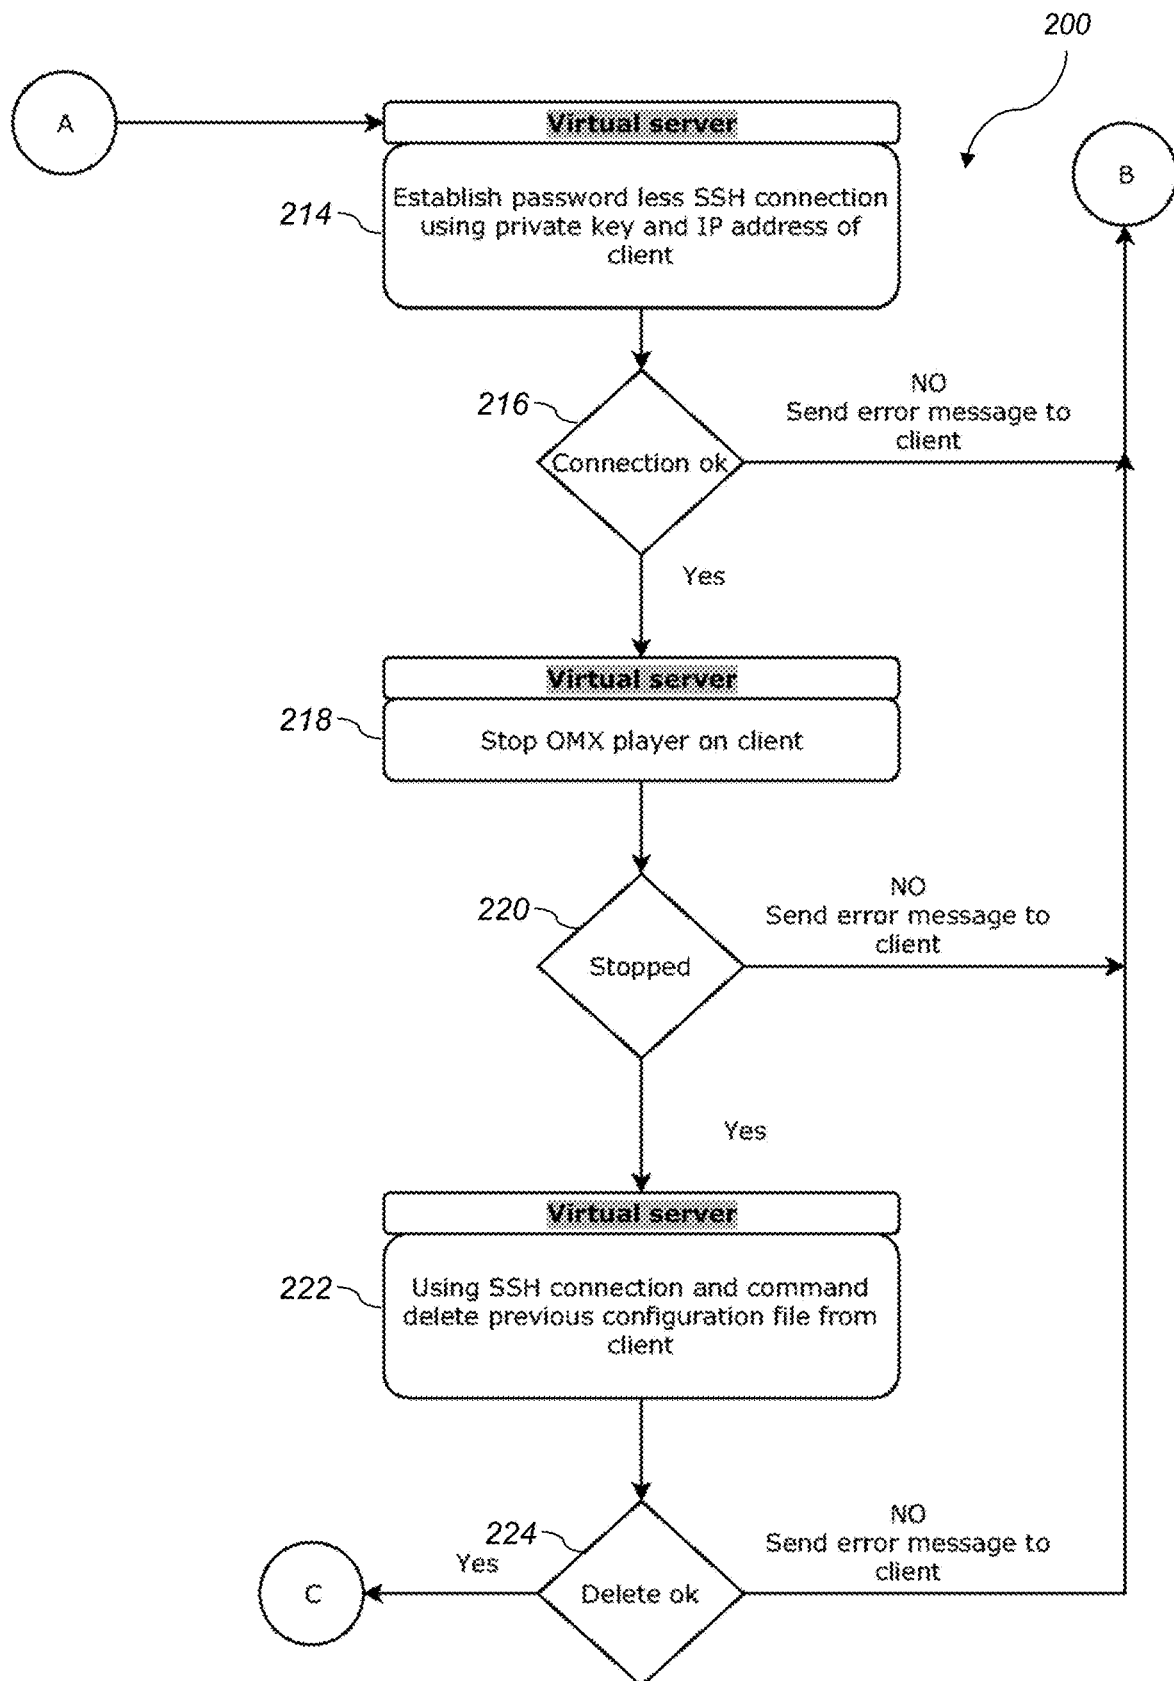 200
A
Virtual server
B
214
Establish password less SSH connection
using private key and IP address of
client
216
NO
Send error message to
client
Connection ok
Yes
Virtual server
218
Stop OMX player on client
220
NO
Send error message to
client
Stopped
Yes
Virtual server
222
Using SSH connection and command
delete previous configuration file from
client
224
NO
Send error message to
client
Yes
C
Delete ok